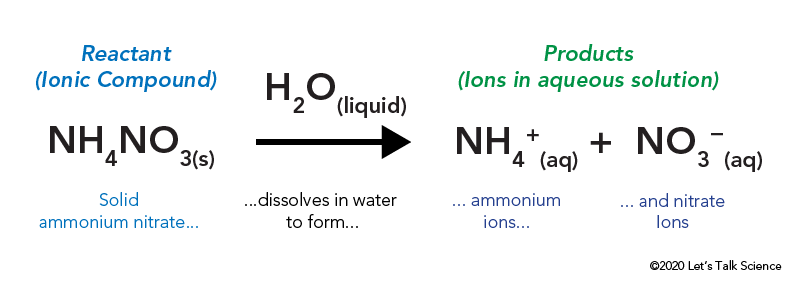 Reactant
(Ionic Compound)
H₂O(liquid)
Products
(Ions in aqueous solution)
NH₄NO₃(s)
NH₄⁺(aq) + NO₃⁻(aq)
Solid
ammonium nitrate...
...dissolves in water
to form...
... ammonium
ions...
... and nitrate
Ions
©2020 Let's Talk Science